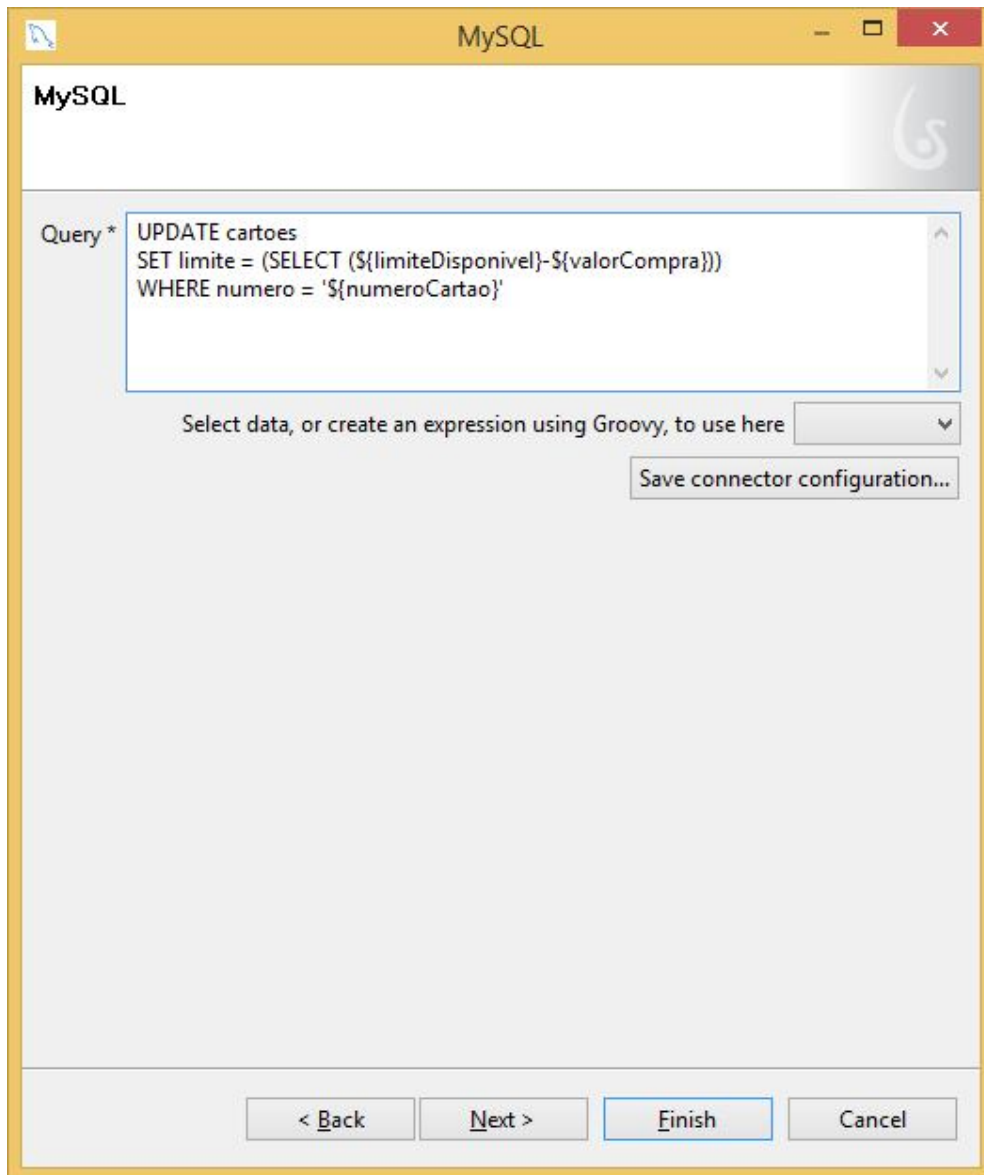 MySQL
MySQL
Query *
UPDATE cartoes
SET limite = (SELECT (${limiteDisponivel}-${valorCompra}))
WHERE numero = '${numeroCartao}'
Select data, or create an expression using Groovy, to use here
Save connector configuration...
< Back
Next >
Finish
Cancel